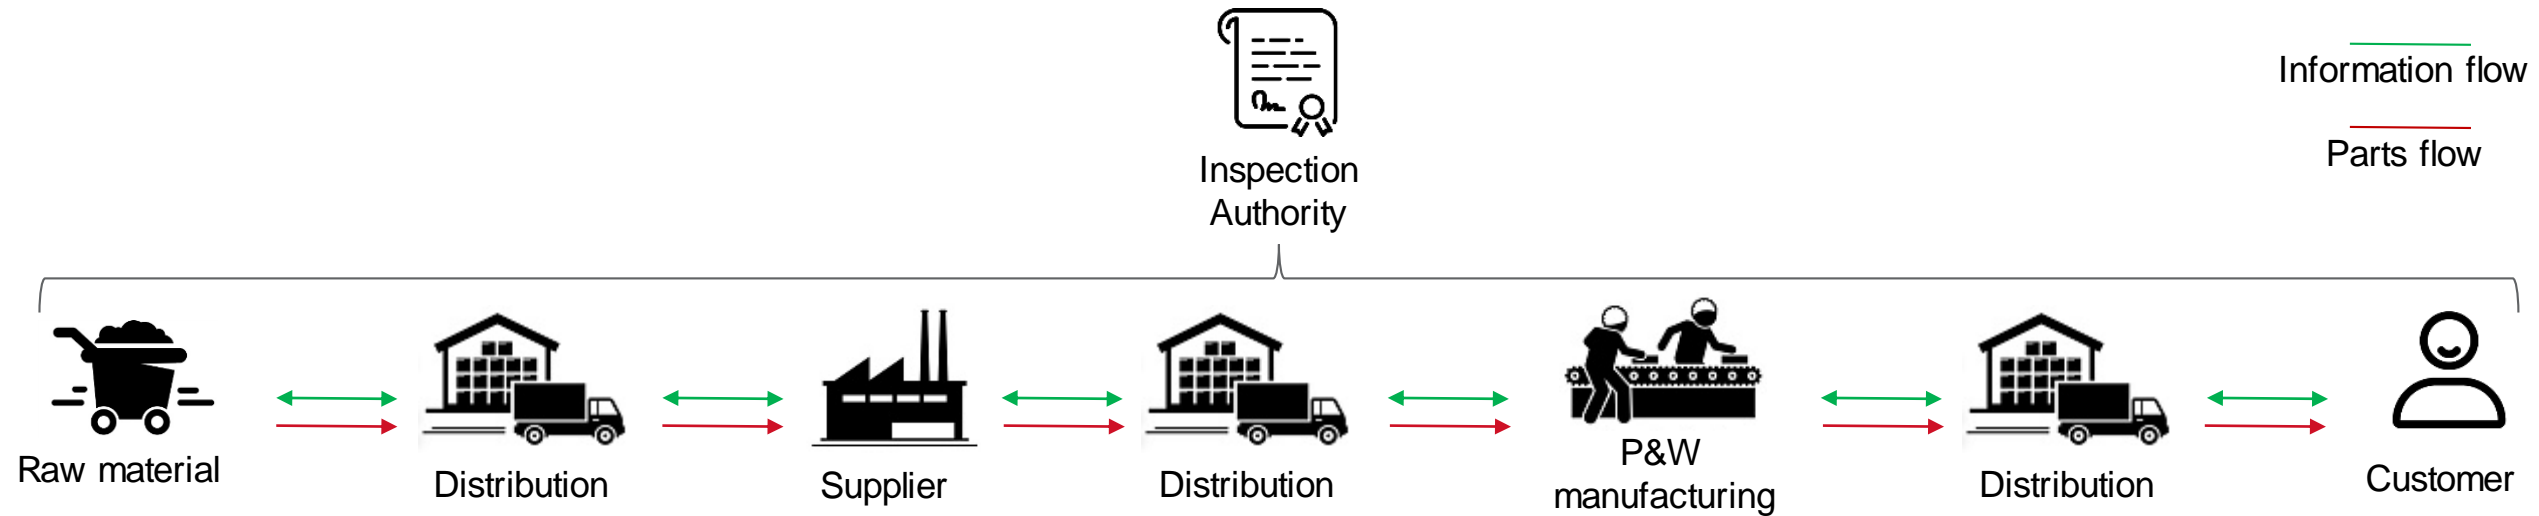 Information flow
Parts flow
Inspection
Authority
Raw material
Distribution
Supplier
Distribution
P&W
manufacturing
Distribution
Customer